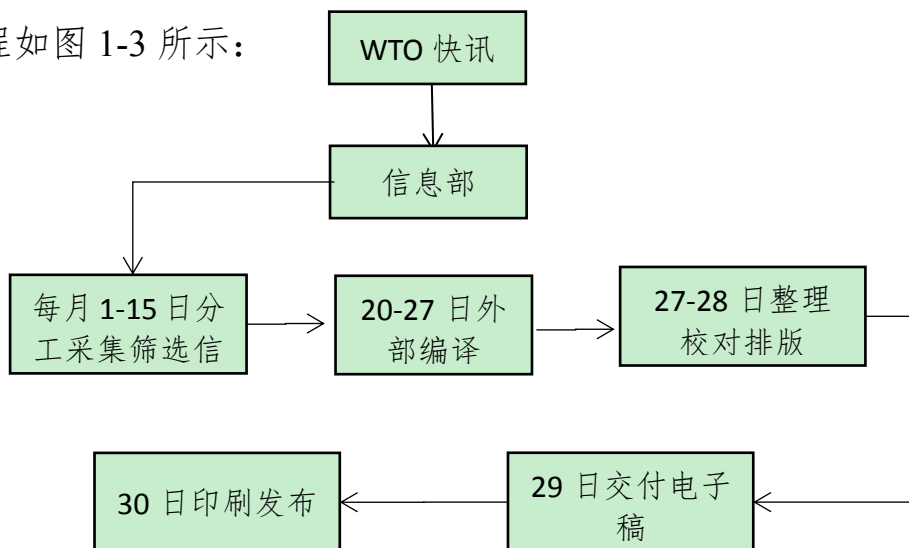 程如图 1-3 所示：
WTO 快讯
信息部
每月 1-15 日分
工采集筛选信
20-27 日外
部编译
27-28 日整理
校对排版
29 日交付电子
稿
30 日印刷发布